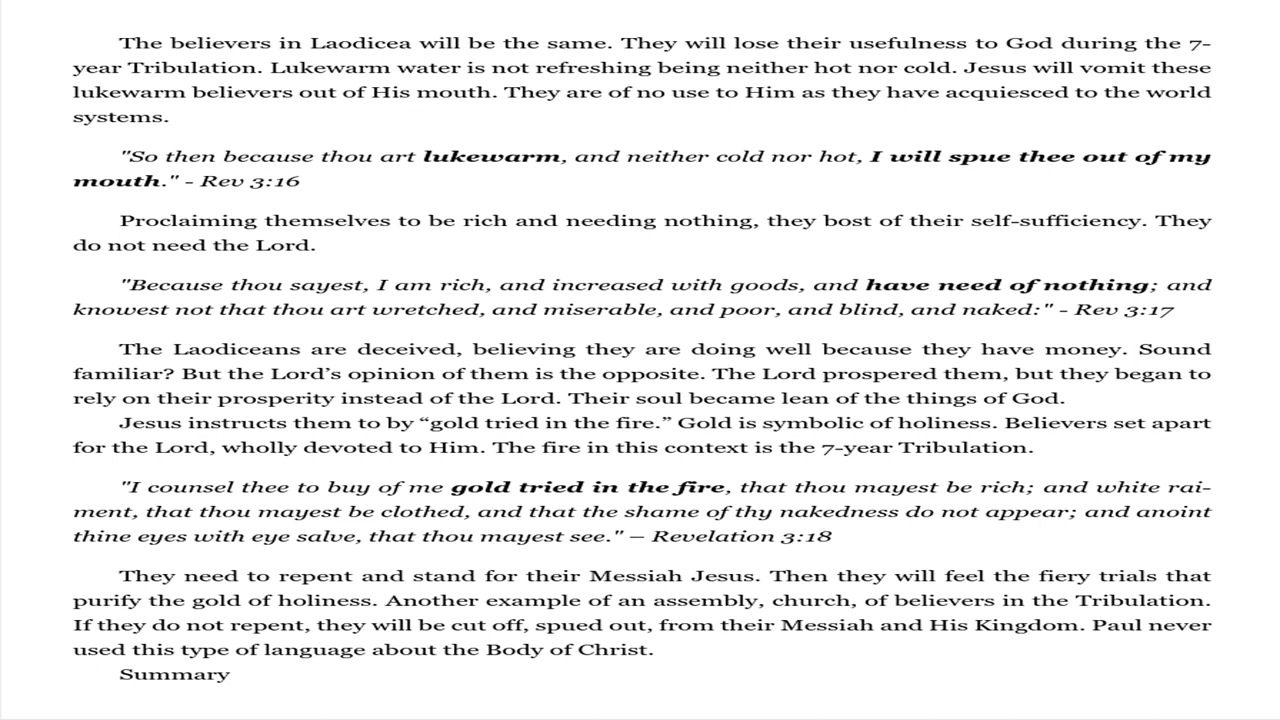 The believers in Laodicea will be the same. They will lose their usefulness to God during the 7-
year Tribulation. Lukewarm water is not refreshing being neither hot nor cold. Jesus will vomit these
lukewarm believers out of His mouth. They are of no use to Him as they have acquiesced to the world
systems.
"So then because thou art lukewarm, and neither cold nor hot, I will spue thee out of my
mouth." - Rev 3:16
Proclaiming themselves to be rich and needing nothing, they bost of their self-sufficiency. They
do not need the Lord.
"Because thou sayest, I am rich, and increased with goods, and have need of nothing; and
knowest not that thou art wretched, and miserable, and poor, and blind, and naked:" - Rev 3:17
The Laodiceans are deceived, believing they are doing well because they have money. Sound
familiar? But the Lord’s opinion of them is the opposite. The Lord prospered them, but they began to
rely on their prosperity instead of the Lord. Their soul became lean of the things of God.
Jesus instructs them to by “gold tried in the fire.” Gold is symbolic of holiness. Believers set apart
for the Lord, wholly devoted to Him. The fire in this context is the 7-year Tribulation.
"I counsel thee to buy of me gold tried in the fire, that thou mayest be rich; and white rai-
ment, that thou mayest be clothed, and that the shame of thy nakedness do not appear; and anoint
thine eyes with eye salve, that thou mayest see." – Revelation 3:18
They need to repent and stand for their Messiah Jesus. Then they will feel the fiery trials that
purify the gold of holiness. Another example of an assembly, church, of believers in the Tribulation.
If they do not repent, they will be cut off, spued out, from their Messiah and His Kingdom. Paul never
used this type of language about the Body of Christ.
Summary